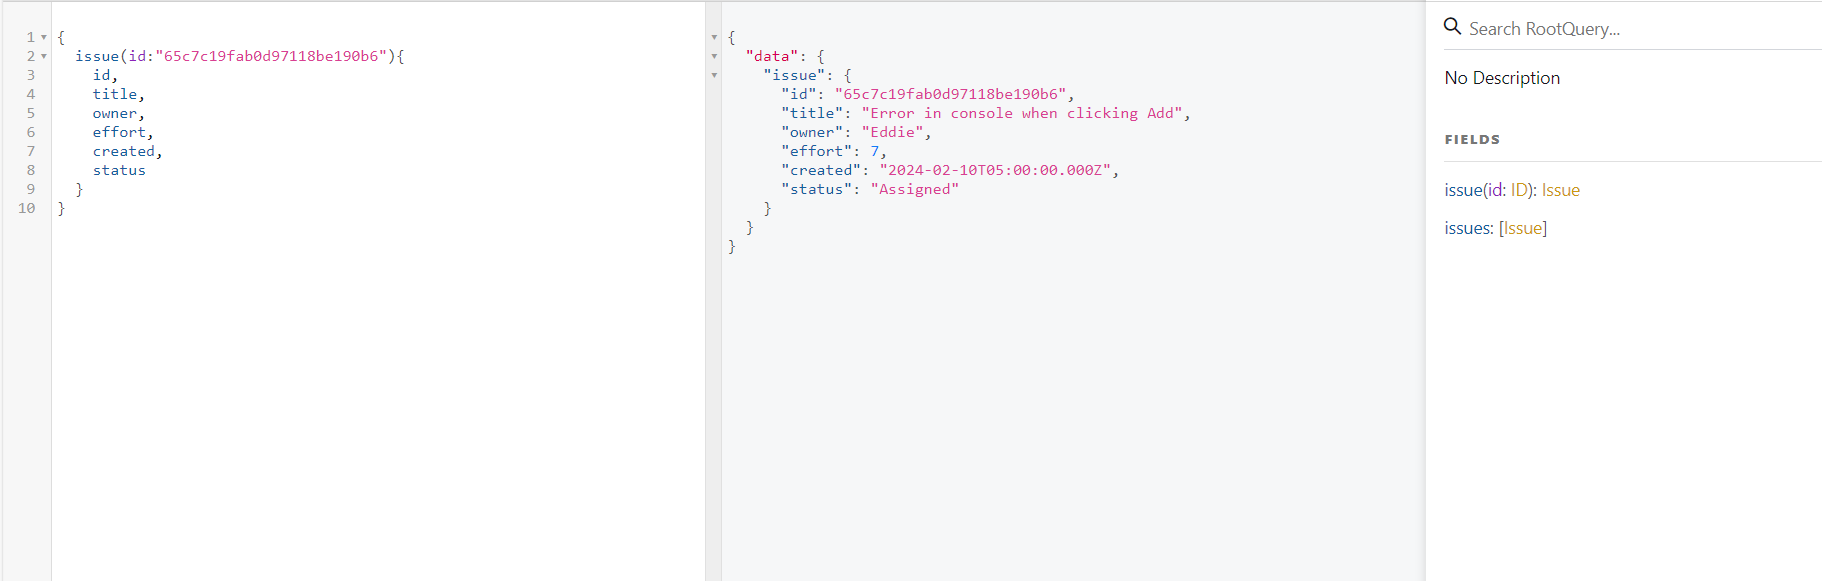 1 {
2 issue(id:"65c7c19fab0d97118be190b6"){
3 id,
4 title,
5 owner,
6 effort,
7 created,
8 status
9 }
10 }
{
"data": {
"issue": {
"id": "65c7c19fab0d97118be190b6",
"title": "Error in console when clicking Add",
"owner": "Eddie",
"effort": 7,
"created": "2024-02-10T05:00:00.000Z",
"status": "Assigned"
}
}
}
Search RootQuery...
No Description
FIELDS
issue(id: ID): Issue
issues: [Issue]